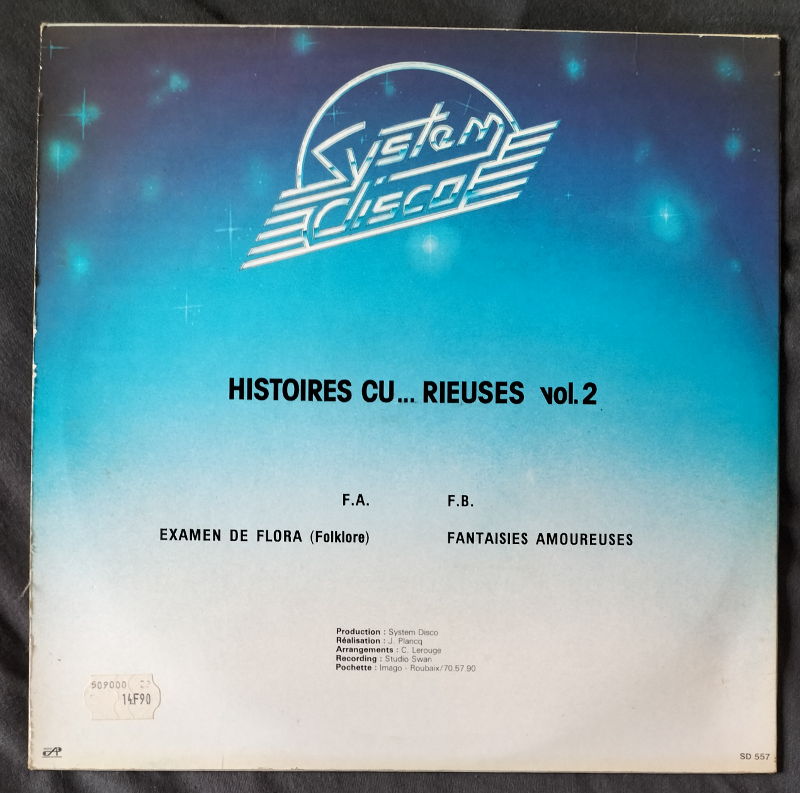 System
disco
HISTOIRES CU... RIEUSES vol.2
F.A.
F.B.
EXAMEN DE FLORA (Folklore)
FANTAISIES AMOUREUSES
Production : System Disco
Réalisation : J. Plancq
Arrangements : C. Lerouge
Recording : Studio Swan
Pochette : Imago - Roubaix/70.57.90
509000
14F90
SD 557